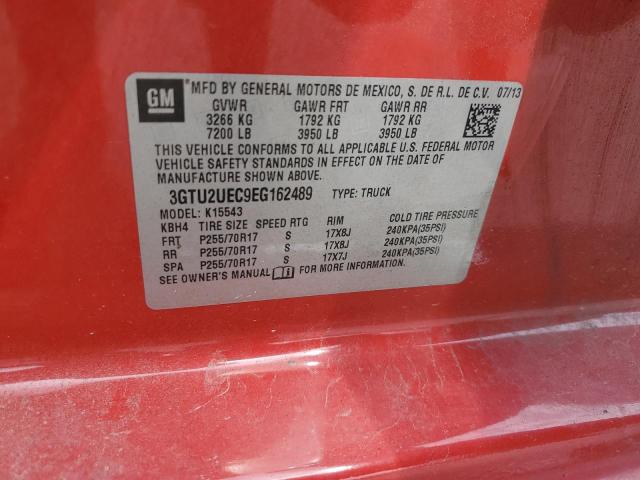 GM *MFD BY GENERAL MOTORS DE MEXICO, S. DE R.L. DE C.V. 07/13
GVWR GAWR FRT GAWR RR
3266 KG 1792 KG 1792 KG
7200 LB 3950 LB 3950 LB
THIS VEHICLE CONFORMS TO ALL APPLICABLE U.S. FEDERAL MOTOR
VEHICLE SAFETY STANDARDS IN EFFECT ON THE DATE OF
MANUFACTURE SHOWN ABOVE.
3GTU2UEC9EG162489 TYPE: TRUCK
MODEL: K15543
KBH4 TIRE SIZE SPEED RTG RIM COLD TIRE PRESSURE
FRT P255/70R17 S 17X8J 240KPA(35PSI)
RR P255/70R17 S 17X8J 240KPA(35PSI)
SPA P255/70R17 S 17X7J 240KPA(35PSI)
SEE OWNER'S MANUAL FOR MORE INFORMATION.